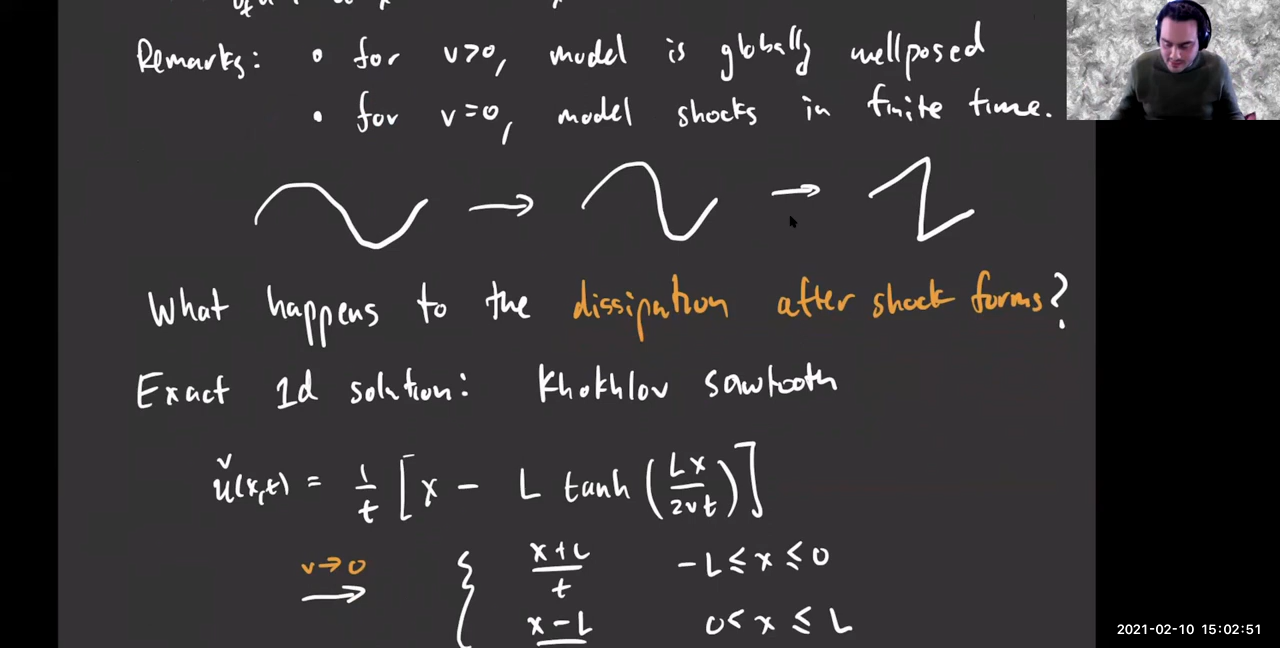 Remarks: • for ν>0, model is globally wellposed
• for ν=0, model shocks in finite time.
What happens to the dissipation after shock forms?
Exact 1d solution: Khokhlov Sawtooth
u^ν(x,t) = 1/t [x - L tanh (Lx/2νt)]
ν→0 { x+L/t -L≤x≤0
x-L 0<x≤L
2021-02-10 15:02:51